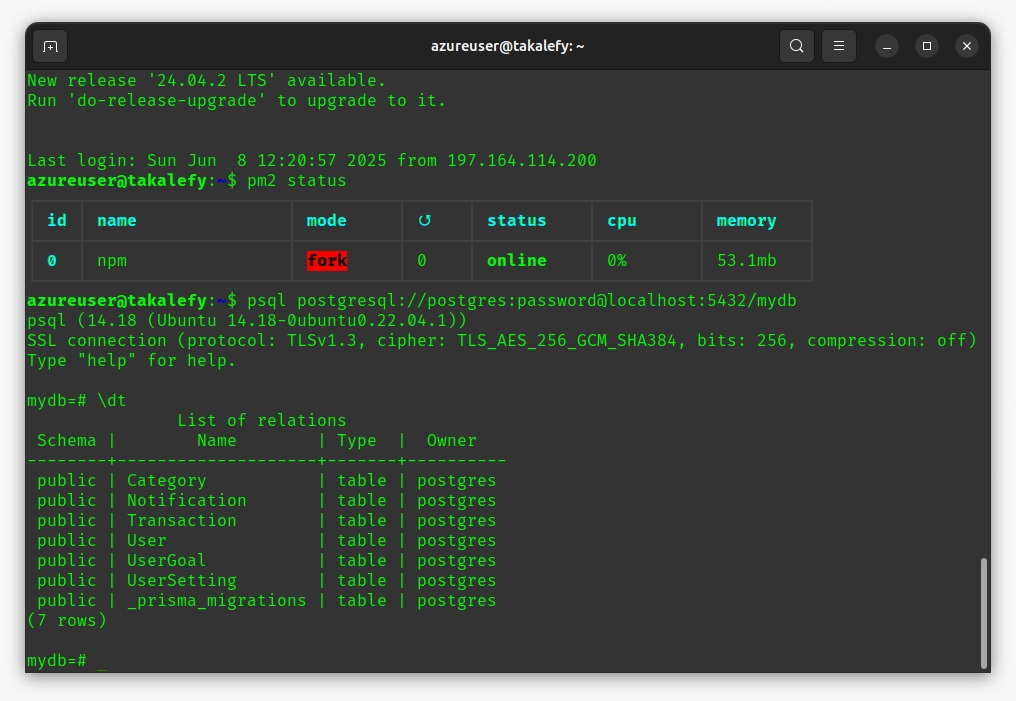 azureuser@takalefy: ~
New release '24.04.2 LTS' available.
Run 'do-release-upgrade' to upgrade to it.
Last login: Sun Jun  8 12:20:57 2025 from 197.164.114.200
azureuser@takalefy:~$ pm2 status
id name mode ↺ status cpu memory
0 npm fork 0 online 0% 53.1mb
azureuser@takalefy:~$ psql postgresql://postgres:password@localhost:5432/mydb
psql (14.18 (Ubuntu 14.18-0ubuntu0.22.04.1))
SSL connection (protocol: TLSv1.3, cipher: TLS_AES_256_GCM_SHA384, bits: 256, compression: off)
Type "help" for help.
mydb=# \dt
List of relations
Schema |        Name        | Type  |  Owner
--------+--------------------+-------+----------
public | Category           | table | postgres
public | Notification       | table | postgres
public | Transaction        | table | postgres
public | User               | table | postgres
public | UserGoal           | table | postgres
public | UserSetting        | table | postgres
public | _prisma_migrations | table | postgres
(7 rows)
mydb=# _